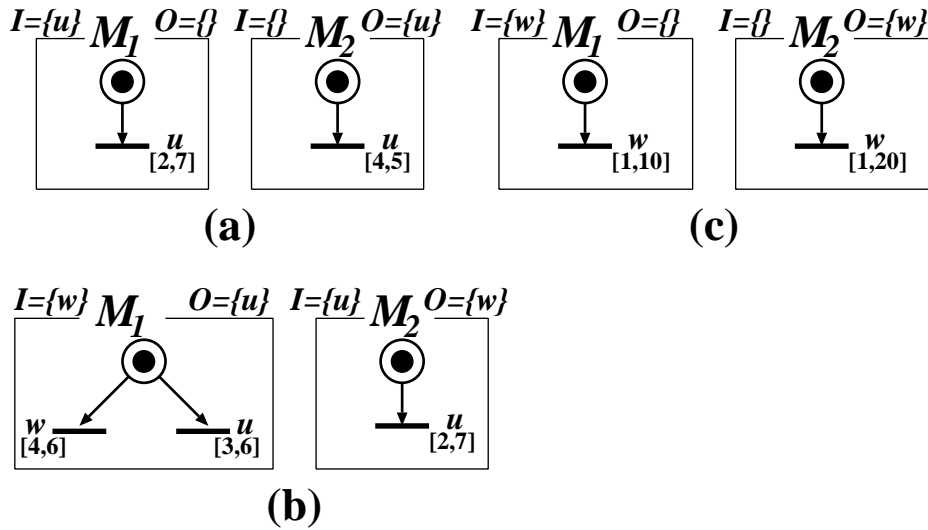 I={u} M1 O={} I={} M2 O={u} I={w} M1 O={} I={} M2 O={w}
u u w w
[2,7] [4,5] [1,10] [1,20]
(a) (c)
I={w} M1 O={u} I={u} M2 O={w}
w u u
[4,6] [3,6] [2,7]
(b)